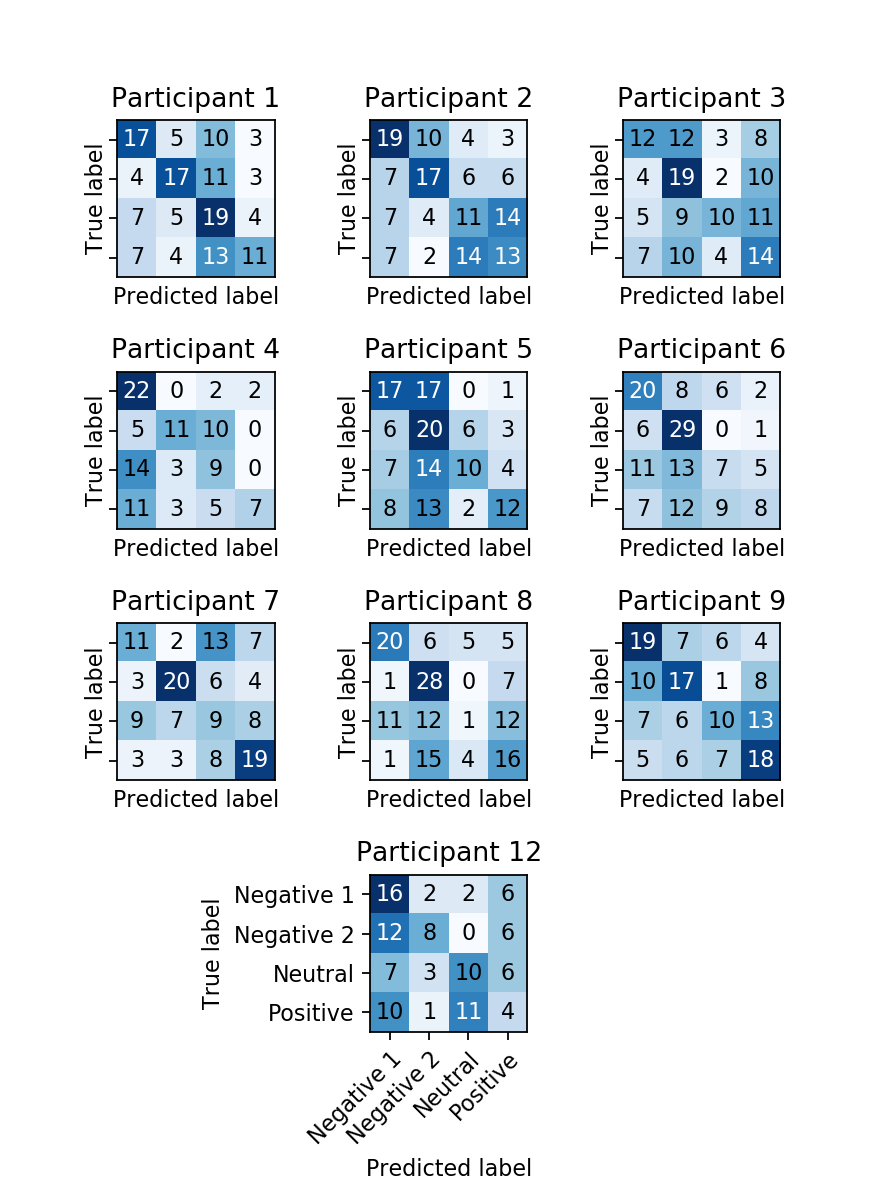 Participant 1 Participant 2 Participant 3
True label
17 5 10 3
4 17 11 3
7 5 19 4
7 4 13 11
Predicted label
True label
19 10 4 3
7 17 6 6
7 4 11 14
7 2 14 13
Predicted label
True label
12 12 3 8
4 19 2 10
5 9 10 11
7 10 4 14
Predicted label
Participant 4 Participant 5 Participant 6
True label
22 0 2 2
5 11 10 0
14 3 9 0
11 3 5 7
Predicted label
True label
17 17 0 1
6 20 6 3
7 14 10 4
8 13 2 12
Predicted label
True label
20 8 6 2
6 29 0 1
11 13 7 5
7 12 9 8
Predicted label
Participant 7 Participant 8 Participant 9
True label
11 2 13 7
3 20 6 4
9 7 9 8
3 3 8 19
Predicted label
True label
20 6 5 5
1 28 0 7
11 12 1 12
1 15 4 16
Predicted label
True label
19 7 6 4
10 17 1 8
7 6 10 13
5 6 7 18
Predicted label
Participant 12
True label
Negative 1 16 2 2 6
Negative 2 12 8 0 6
Neutral 7 3 10 6
Positive 10 1 11 4
Negative 1 Negative 2 Neutral Positive
Predicted label